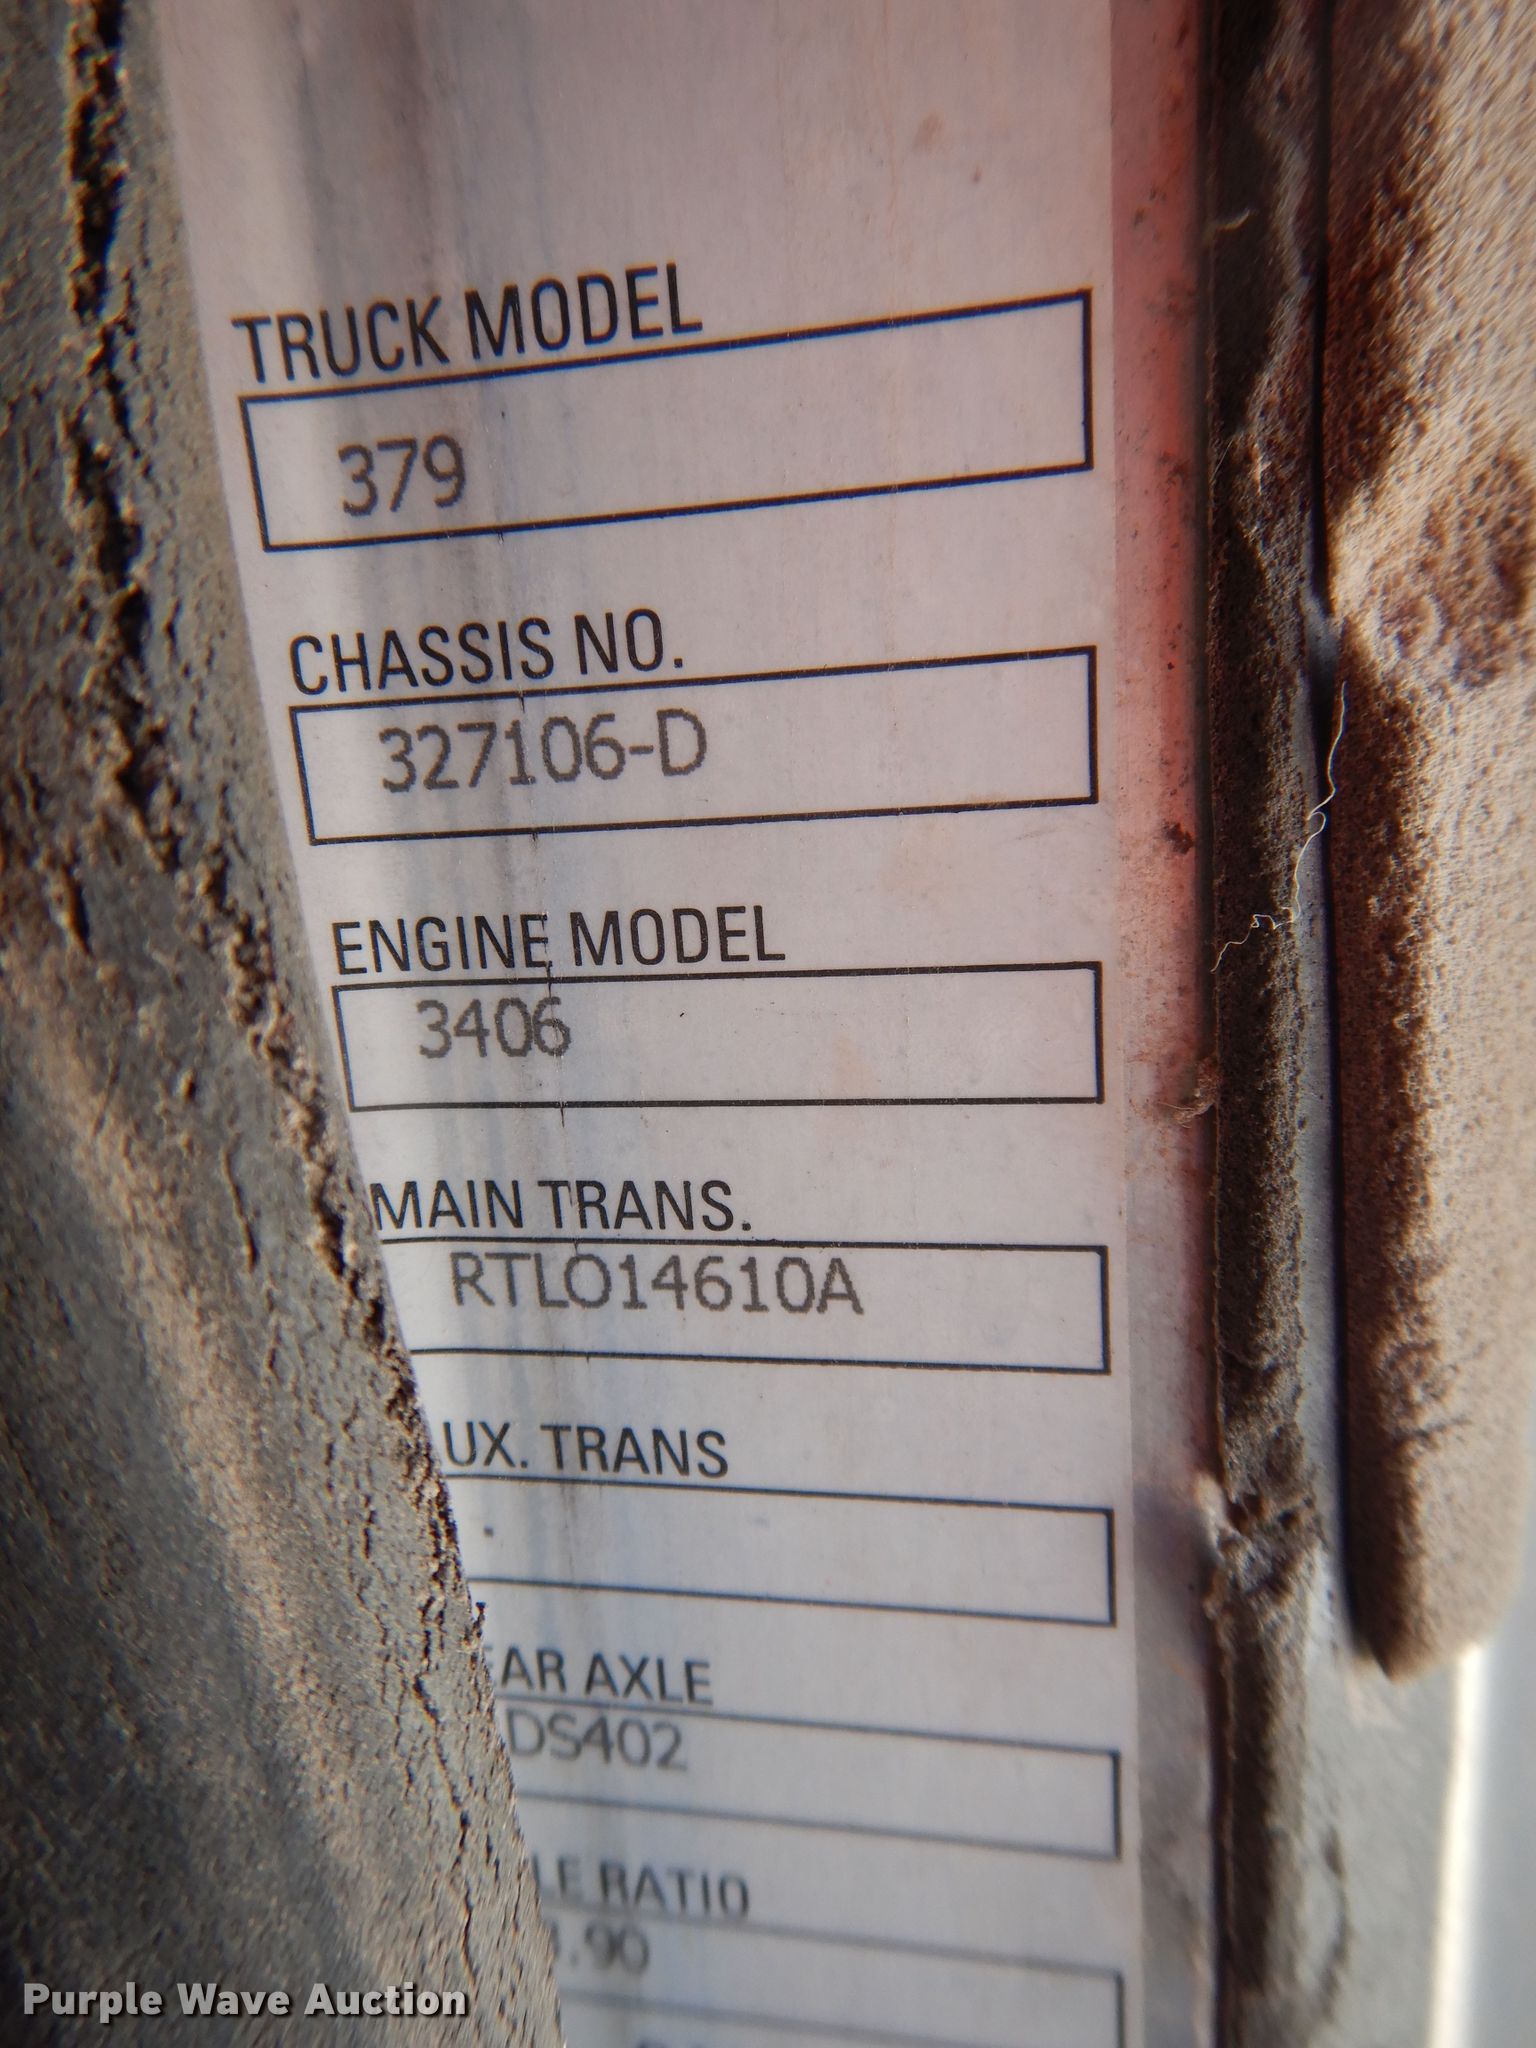 TRUCK MODEL
379
CHASSIS NO.
327106-D
ENGINE MODEL
3406
MAIN TRANS.
RTLO14610A
UX. TRANS
EAR AXLE
DS402
LE RATIO
.90
Purple Wave Auction